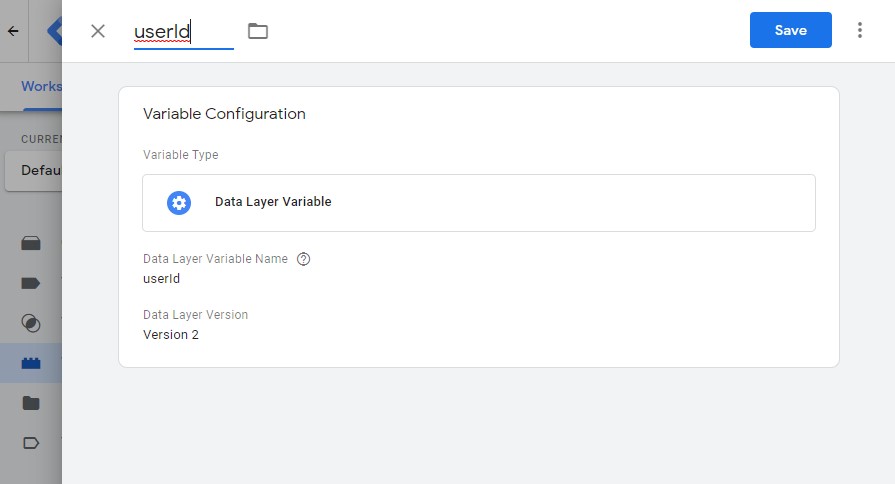 userId
Save
Works
CURREN
Defau
Variable Configuration
Variable Type
Data Layer Variable
Data Layer Variable Name
userId
Data Layer Version
Version 2